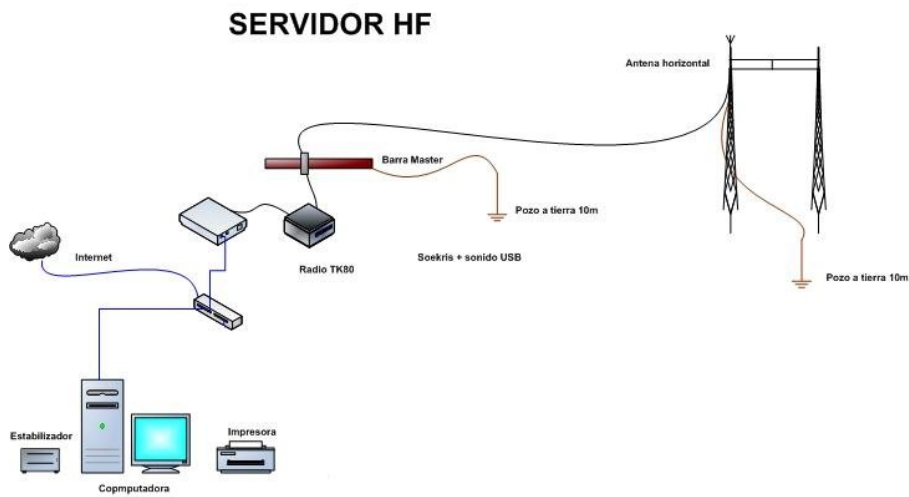 SERVIDOR HF
Antena horizontal
Barra Master
Pozo a tierra 10m
Internet
Radio TK80
Soekris + sonido USB
Pozo a tierra 10m
Estabilizador
Impresora
Copmputadora